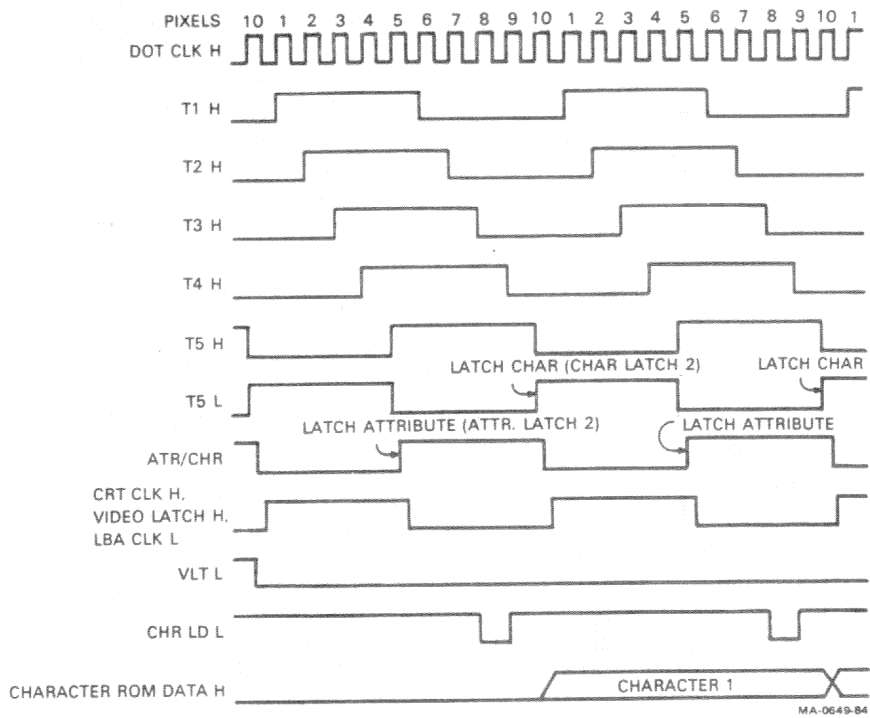 PIXELS 10 1 2 3 4 5 6 7 8 9 10 1 2 3 4 5 6 7 8 9 10 1
DOT CLK H
T1 H
T2 H
T3 H
T4 H
T5 H
LATCH CHAR (CHAR LATCH 2) LATCH CHAR
T5 L
LATCH ATTRIBUTE (ATTR. LATCH 2) LATCH ATTRIBUTE
ATR/CHR
CRT CLK H,
VIDEO LATCH H,
LBA CLK L
VLT L
CHR LD L
CHARACTER ROM DATA H CHARACTER 1
MA-0649-84